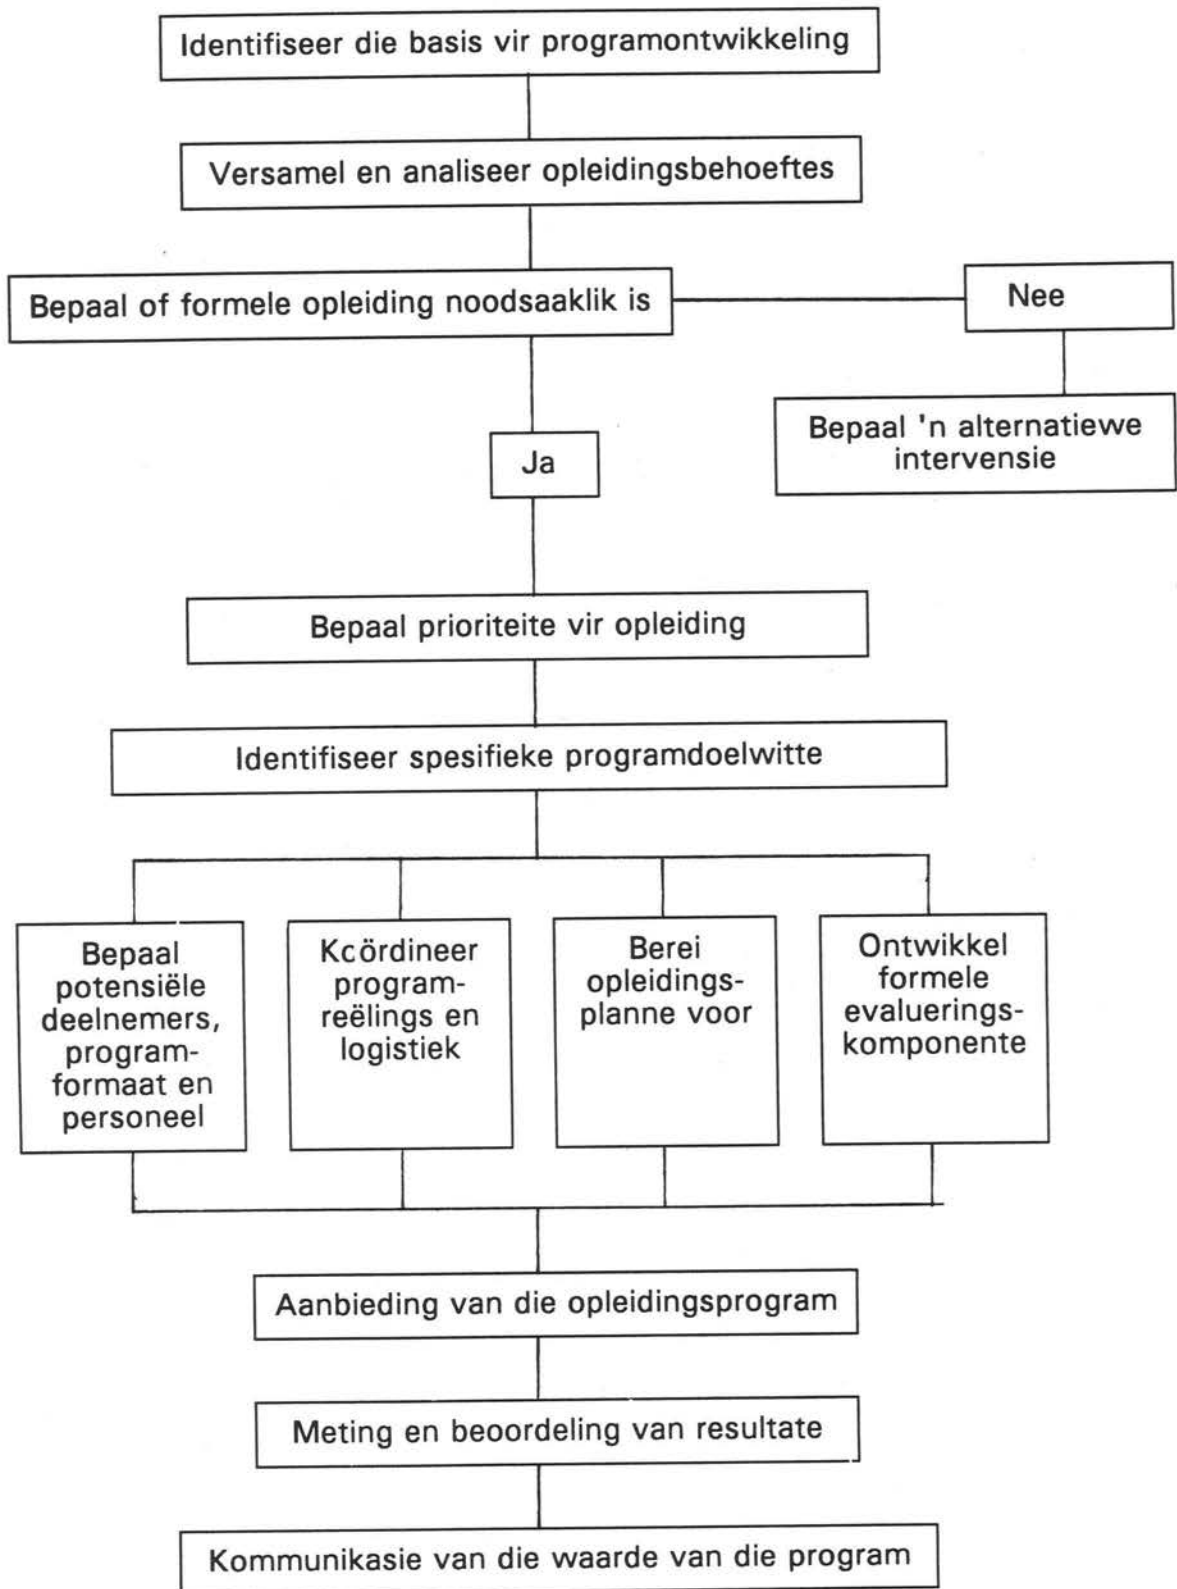 Identifiseer die basis vir programontwikkeling
Versamel en analiseer opleidingsbehoeftes
Bepaal of formele opleiding noodsaaklik is
Nee
Bepaal 'n alternatiewe
intervensie
Ja
Bepaal prioriteite vir opleiding
Identifiseer spesifieke programdoelwitte
Bepaal
potensiële
deelnemers,
program-
formaat en
personeel
Kcördineer
program-
reëlings en
logistiek
Berei
opleidings-
planne voor
Ontwikkel
formele
evaluerings-
komponente
Aanbieding van die opleidingsprogram
Meting en beoordeling van resultate
Kommunikasie van die waarde van die program